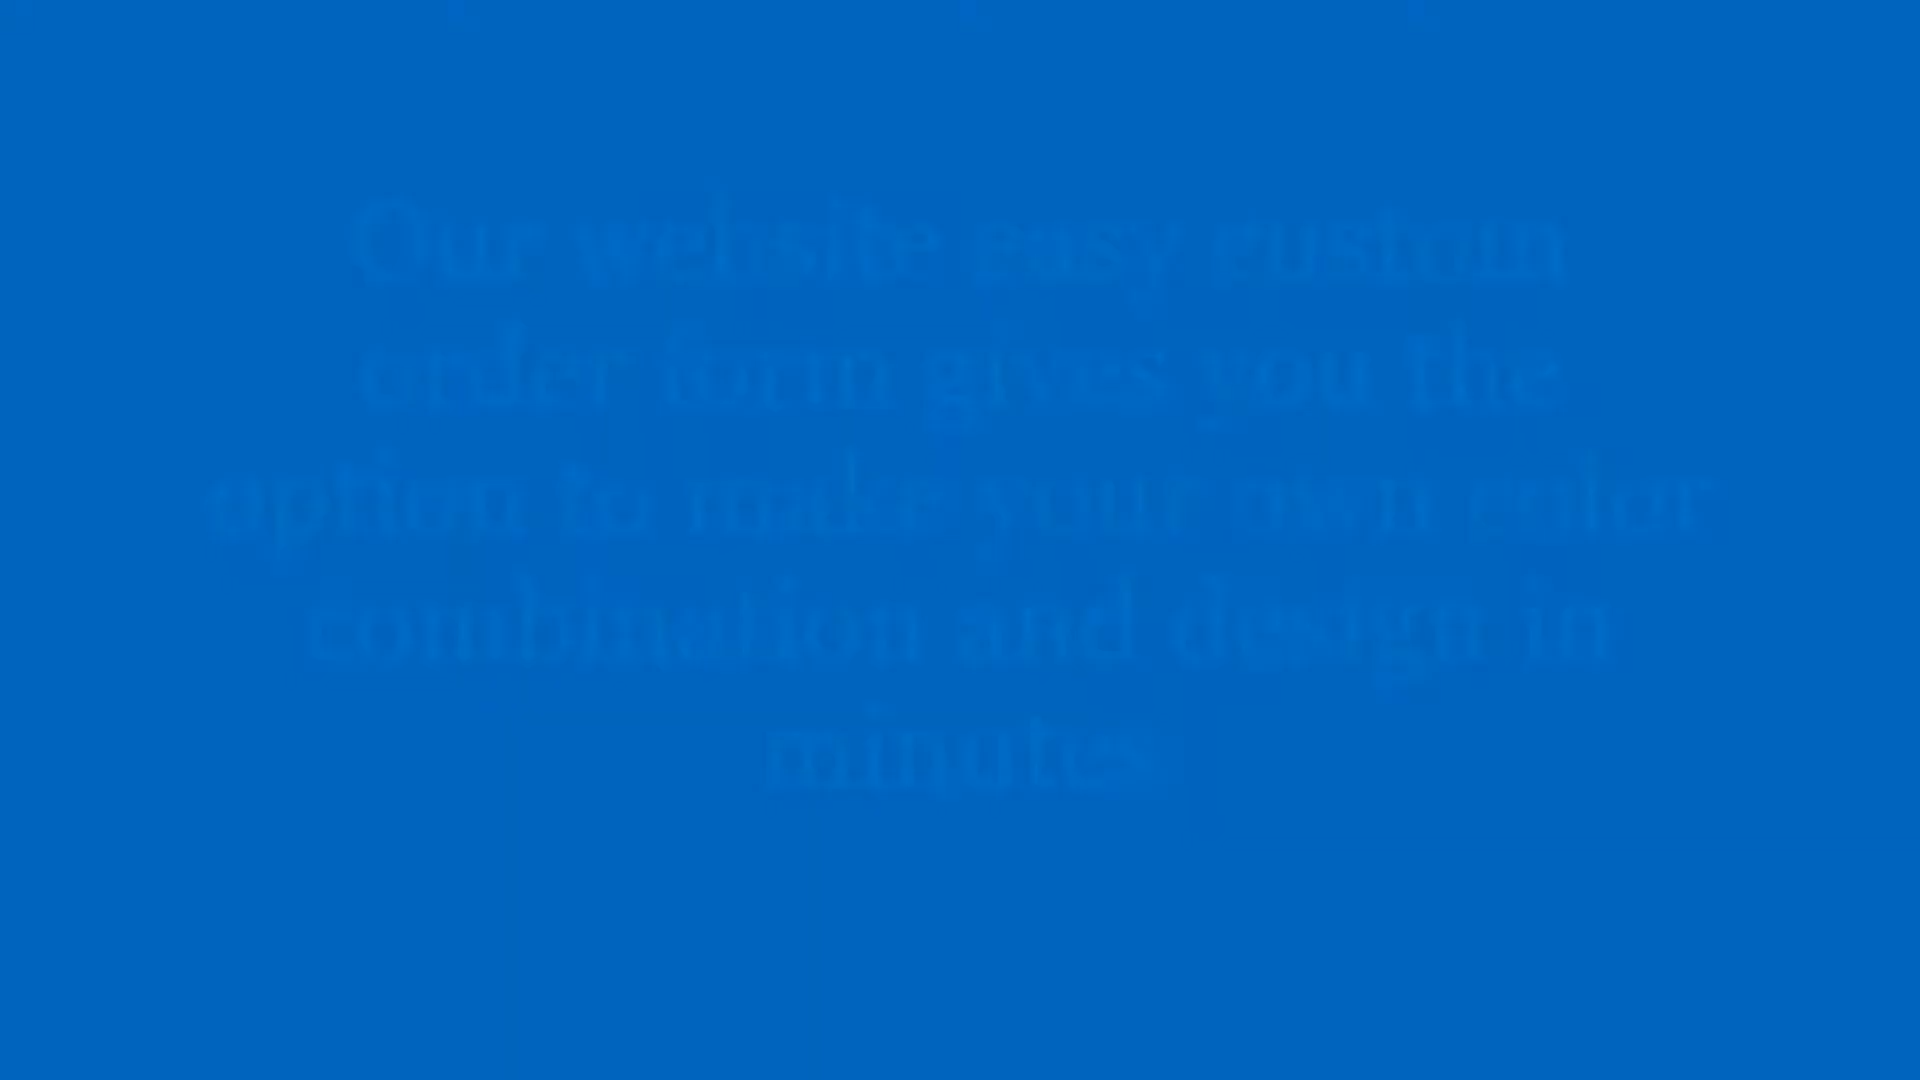 Our website easy custom
order form gives you the
option to make your own color
combination and design in
minutes